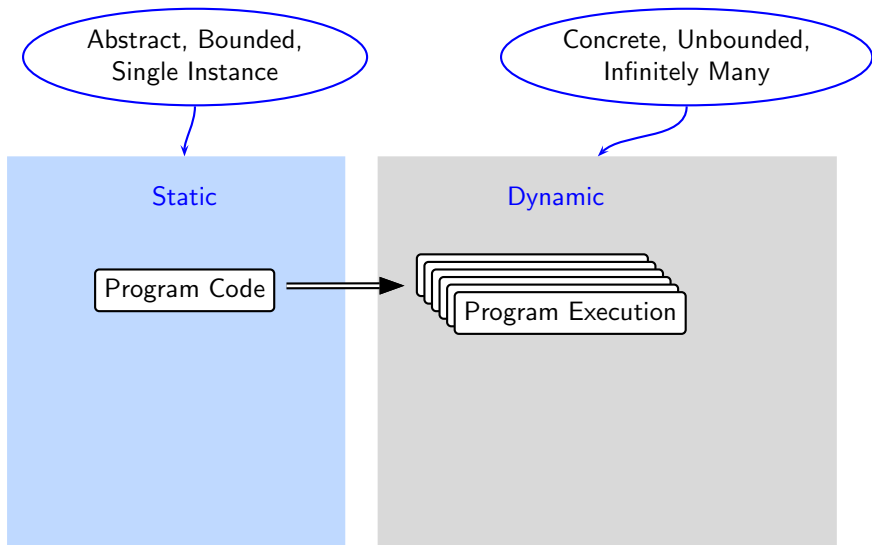 Abstract, Bounded,
Single Instance
Concrete, Unbounded,
Infinitely Many
Static
Dynamic
Program Code
Program Execution